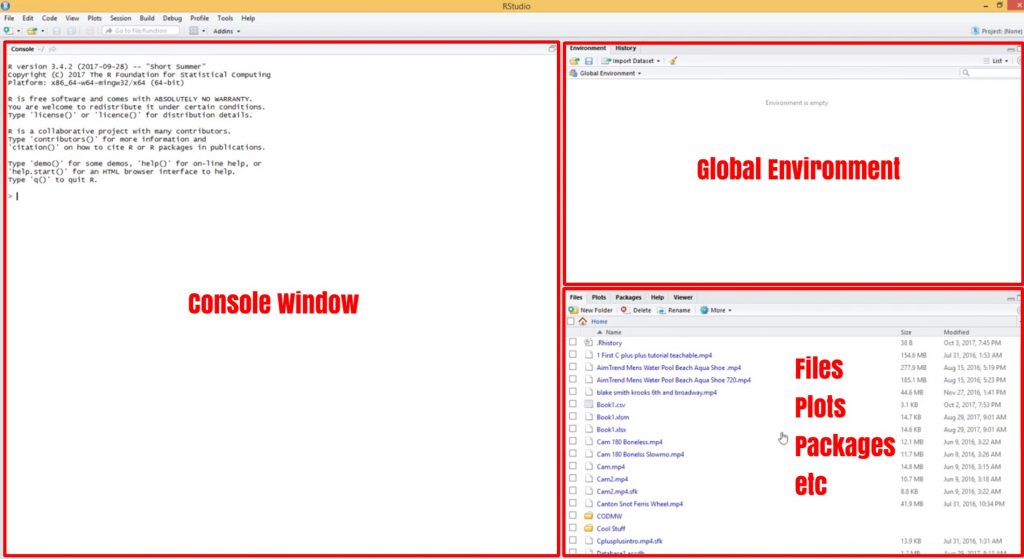 RStudio
File Edit Code View Plots Session Build Debug Profile Tools Help
Go to file/function
Addins
Project: (None)
Console ~/
R version 3.4.2 (2017-09-28) -- "Short Summer"
Copyright (C) 2017 The R Foundation for Statistical Computing
Platform: x86_64-w64-mingw32/x64 (64-bit)
R is free software and comes with ABSOLUTELY NO WARRANTY.
You are welcome to redistribute it under certain conditions.
Type 'license()' or 'licence()' for distribution details.
R is a collaborative project with many contributors.
Type 'contributors()' for more information and
'citation()' on how to cite R or R packages in publications.
Type 'demo()' for some demos, 'help()' for on-line help, or
'help.start()' for an HTML browser interface to help.
Type 'q()' to quit R.
>
Console Window
Environment History
Import Dataset
List
Global Environment
Environment is empty
Global Environment
Files Plots Packages Help Viewer
New Folder Delete Rename More
Home
Name Size Modified
.Rhistory 38 B Oct 3, 2017, 7:45 PM
1 First C plus plus tutorial teachable.mp4 154.6 MB Jul 31, 2016, 1:53 AM
AimTrend Mens Water Pool Beach Aqua Shoe .mp4 277.9 MB Aug 15, 2016, 5:19 PM
AimTrend Mens Water Pool Beach Aqua Shoe 720.mp4 185.1 MB Aug 15, 2016, 5:23 PM
blake smith krooks 6th and broadway.mp4 44.6 MB Nov 27, 2016, 1:41 PM
Book1.csv 3.1 KB Oct 2, 2017, 7:53 PM
Book1.xlsm 14.7 KB Aug 29, 2017, 9:01 AM
Book1.xlsx 14.6 KB Aug 29, 2017, 9:01 AM
Cam 180 Boneless.mp4 12.1 MB Jun 9, 2016, 3:22 AM
Cam 180 Bonelss Slowmo.mp4 11.7 MB Jun 9, 2016, 3:26 AM
Cam.mp4 14.8 MB Jun 9, 2016, 3:15 AM
Cam2.mp4 10.7 MB Jun 9, 2016, 3:18 AM
Cam2.mp4.sfk 8.8 KB Jun 9, 2016, 3:22 AM
Canton Snot Ferris Wheel.mp4 41.9 MB Jul 31, 2016, 10:34 PM
CODMW
Cool Stuff
Cplusplusintro.mp4.sfk 13.9 KB Jul 31, 2016, 1:31 AM
Files
Plots
Packages
etc